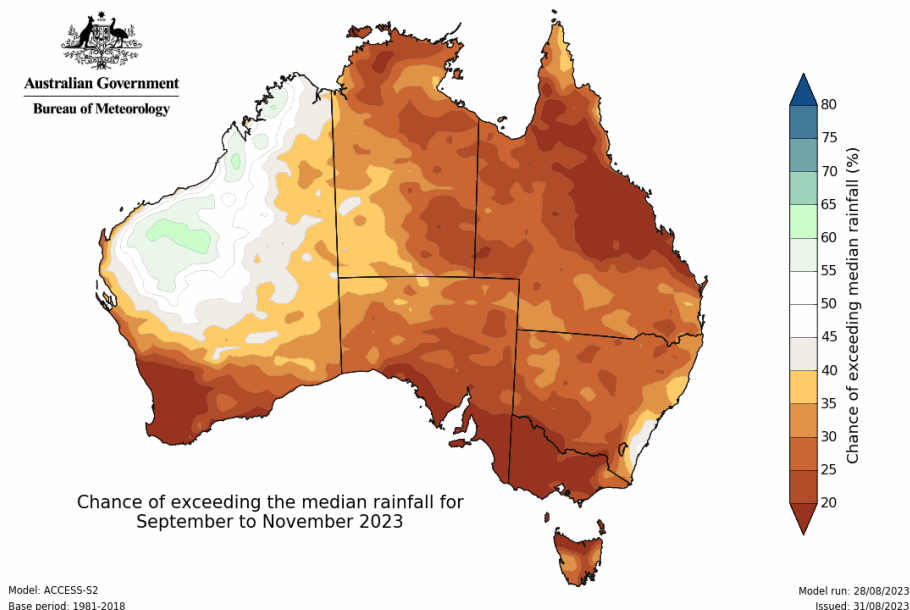 Australian Government
Bureau of Meteorology
80
75
70
65
60
55
50
45
40
35
30
25
20
Chance of exceeding median rainfall (%)
Chance of exceeding the median rainfall for
September to November 2023
Model: ACCESS-S2
Base period: 1981-2018
Model run: 28/08/2023
Issued: 31/08/2023